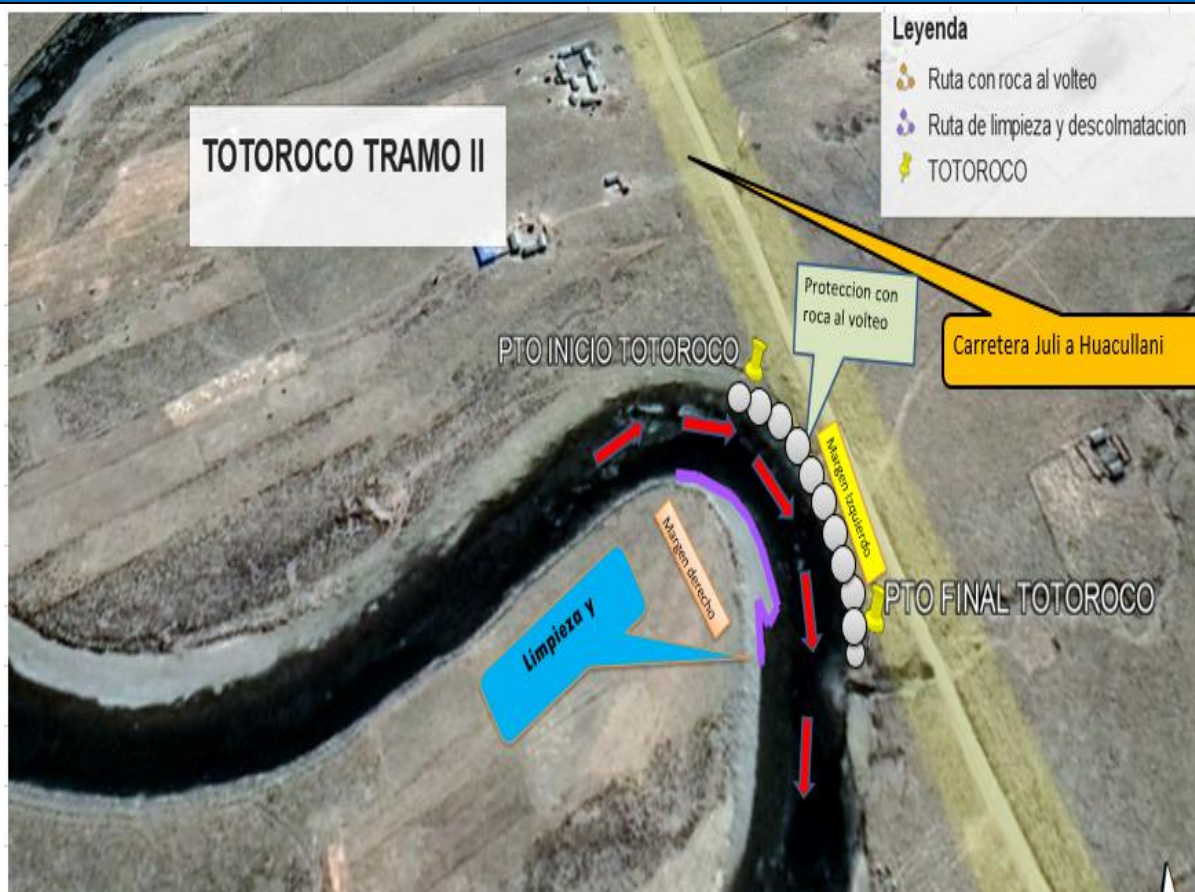 TOTOROCO TRAMO II
Leyenda
Ruta con roca al volteo
Ruta de limpieza y descolmatacion
TOTOROCO
Proteccion con
roca al volteo
Carretera Juli a Huacullani
PTO INICIO TOTOROCO
Margen Izquierdo
Margen derecho
PTO FINAL TOTOROCO
Limpieza y